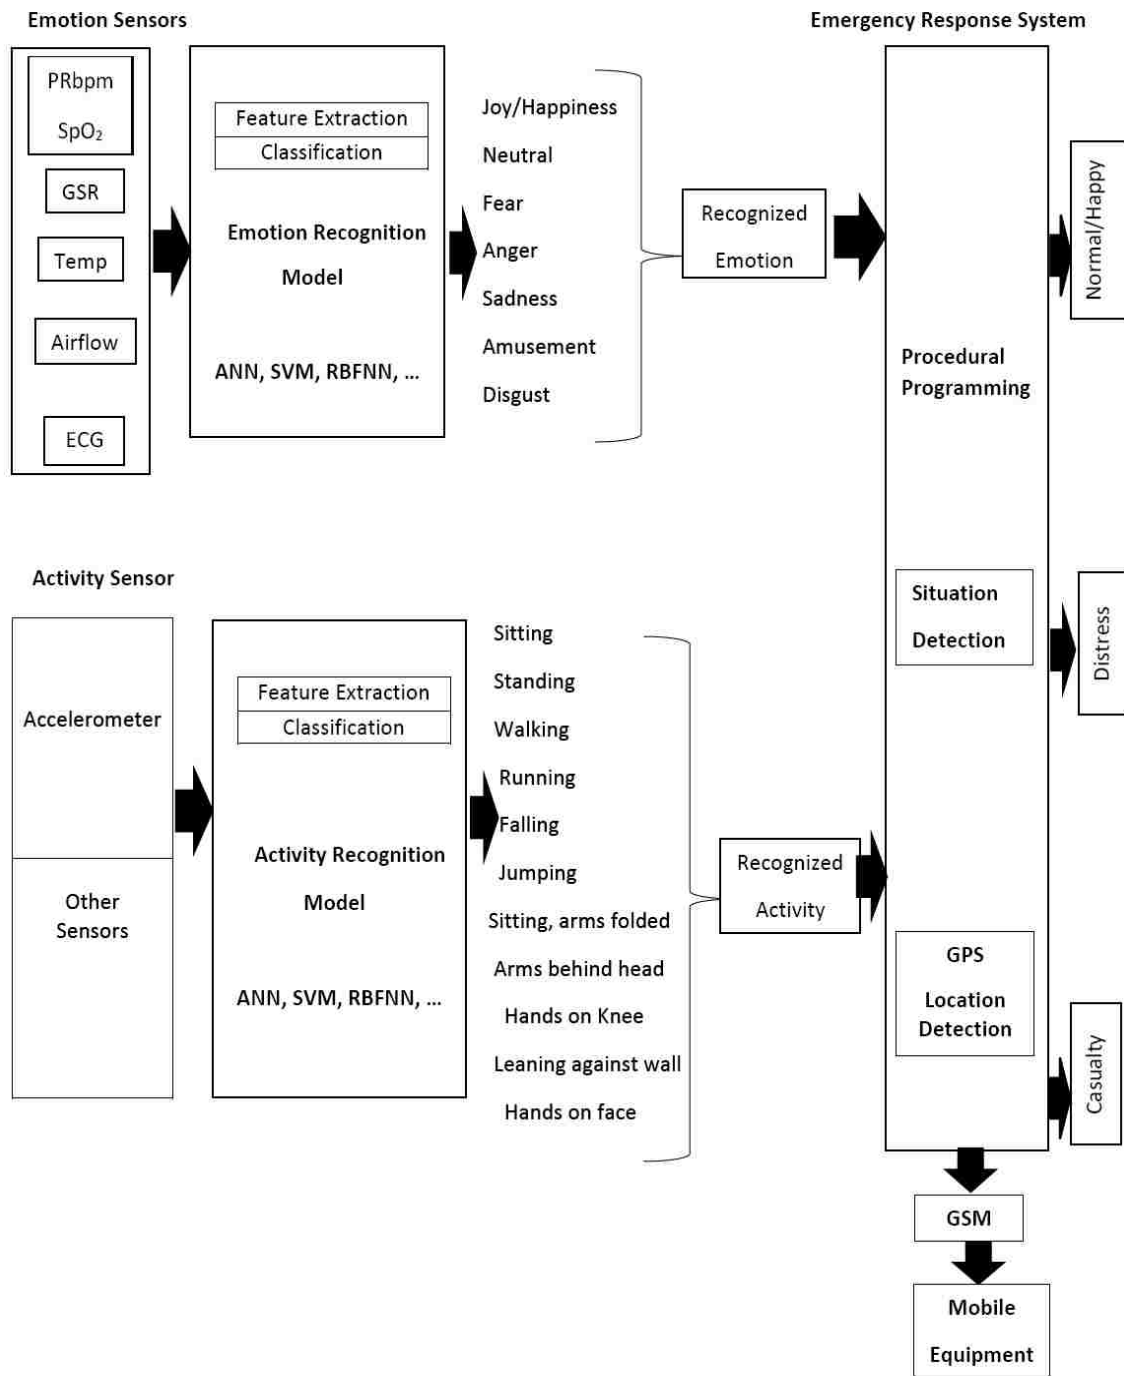 Emotion Sensors
PRbpm
SpO₂
GSR
Temp
Airflow
ECG
Feature Extraction
Classification
Emotion Recognition
Model
ANN, SVM, RBFNN, ...
Joy/Happiness
Neutral
Fear
Anger
Sadness
Amusement
Disgust
Recognized
Emotion
Activity Sensor
Accelerometer
Other
Sensors
Feature Extraction
Classification
Activity Recognition
Model
ANN, SVM, RBFNN, ...
Sitting
Standing
Walking
Running
Falling
Jumping
Sitting, arms folded
Arms behind head
Hands on Knee
Leaning against wall
Hands on face
Recognized
Activity
Emergency Response System
Procedural
Programming
Situation
Detection
GPS
Location
Detection
Normal/Happy
Distress
Casualty
GSM
Mobile
Equipment